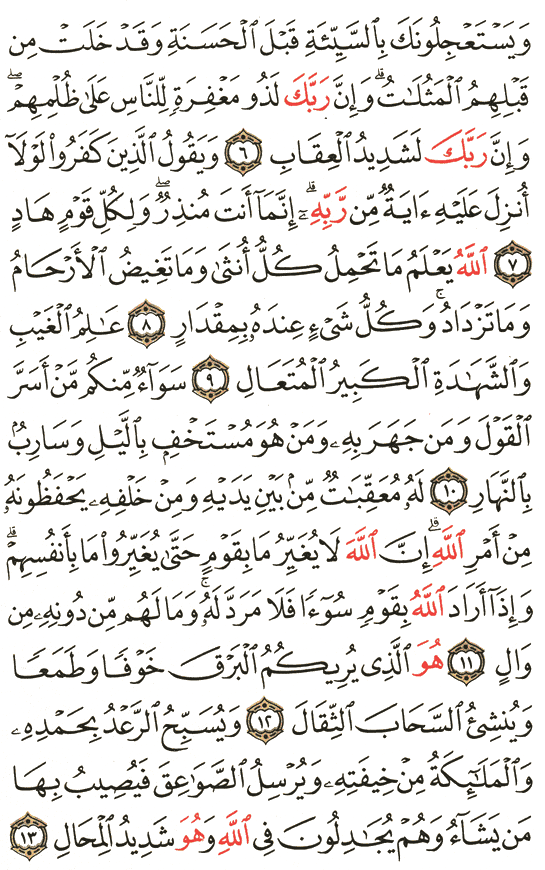 وَيَسْتَعْجِلُونَكَ بِٱلسَّيِّئَةِ قَبْلَ ٱلْحَسَنَةِ وَقَدْ خَلَتْ مِن
قَبْلِهِمُ ٱلْمَثُلَٰتُ ۗ وَإِنَّ رَبَّكَ لَذُو مَغْفِرَةٍ لِّلنَّاسِ عَلَىٰ ظُلْمِهِمْ ۖ
وَإِنَّ رَبَّكَ لَشَدِيدُ ٱلْعِقَابِ ٦ وَيَقُولُ ٱلَّذِينَ كَفَرُوا۟ لَوْلَآ
أُنزِلَ عَلَيْهِ ءَايَةٌ مِّن رَّبِّهِۦٓ ۗ إِنَّمَآ أَنتَ مُنذِرٌ ۖ وَلِكُلِّ قَوْمٍ هَادٍ
٧ ٱللَّهُ يَعْلَمُ مَا تَحْمِلُ كُلُّ أُنثَىٰ وَمَا تَغِيضُ ٱلْأَرْحَامُ
وَمَا تَزْدَادُ ۖ وَكُلُّ شَىْءٍ عِندَهُۥ بِمِقْدَارٍ ٨ عَٰلِمُ ٱلْغَيْبِ
وَٱلشَّهَٰدَةِ ٱلْكَبِيرُ ٱلْمُتَعَالِ ٩ سَوَآءٌ مِّنكُم مَّنْ أَسَرَّ
ٱلْقَوْلَ وَمَن جَهَرَ بِهِۦ وَمَنْ هُوَ مُسْتَخْفٍۭ بِٱلَّيْلِ وَسَارِبٌۢ
بِٱلنَّهَارِ ١٠ لَهُۥ مُعَقِّبَٰتٌ مِّنۢ بَيْنِ يَدَيْهِ وَمِنْ خَلْفِهِۦ يَحْفَظُونَهُۥ
مِنْ أَمْرِ ٱللَّهِ ۗ إِنَّ ٱللَّهَ لَا يُغَيِّرُ مَا بِقَوْمٍ حَتَّىٰ يُغَيِّرُوا۟ مَا بِأَنفُسِهِمْ ۗ
وَإِذَآ أَرَادَ ٱللَّهُ بِقَوْمٍ سُوٓءًا فَلَا مَرَدَّ لَهُۥ ۚ وَمَا لَهُم مِّن دُونِهِۦ مِن
وَالٍ ١١ هُوَ ٱلَّذِى يُرِيكُمُ ٱلْبَرْقَ خَوْفًا وَطَمَعًا
وَيُنشِئُ ٱلسَّحَابَ ٱلثِّقَالَ ١٢ وَيُسَبِّحُ ٱلرَّعْدُ بِحَمْدِهِۦ
وَٱلْمَلَٰٓئِكَةُ مِنْ خِيفَتِهِۦ وَيُرْسِلُ ٱلصَّوَٰعِقَ فَيُصِيبُ بِهَا
مَن يَشَآءُ وَهُمْ يُجَٰدِلُونَ فِى ٱللَّهِ وَهُوَ شَدِيدُ ٱلْمِحَالِ ١٣